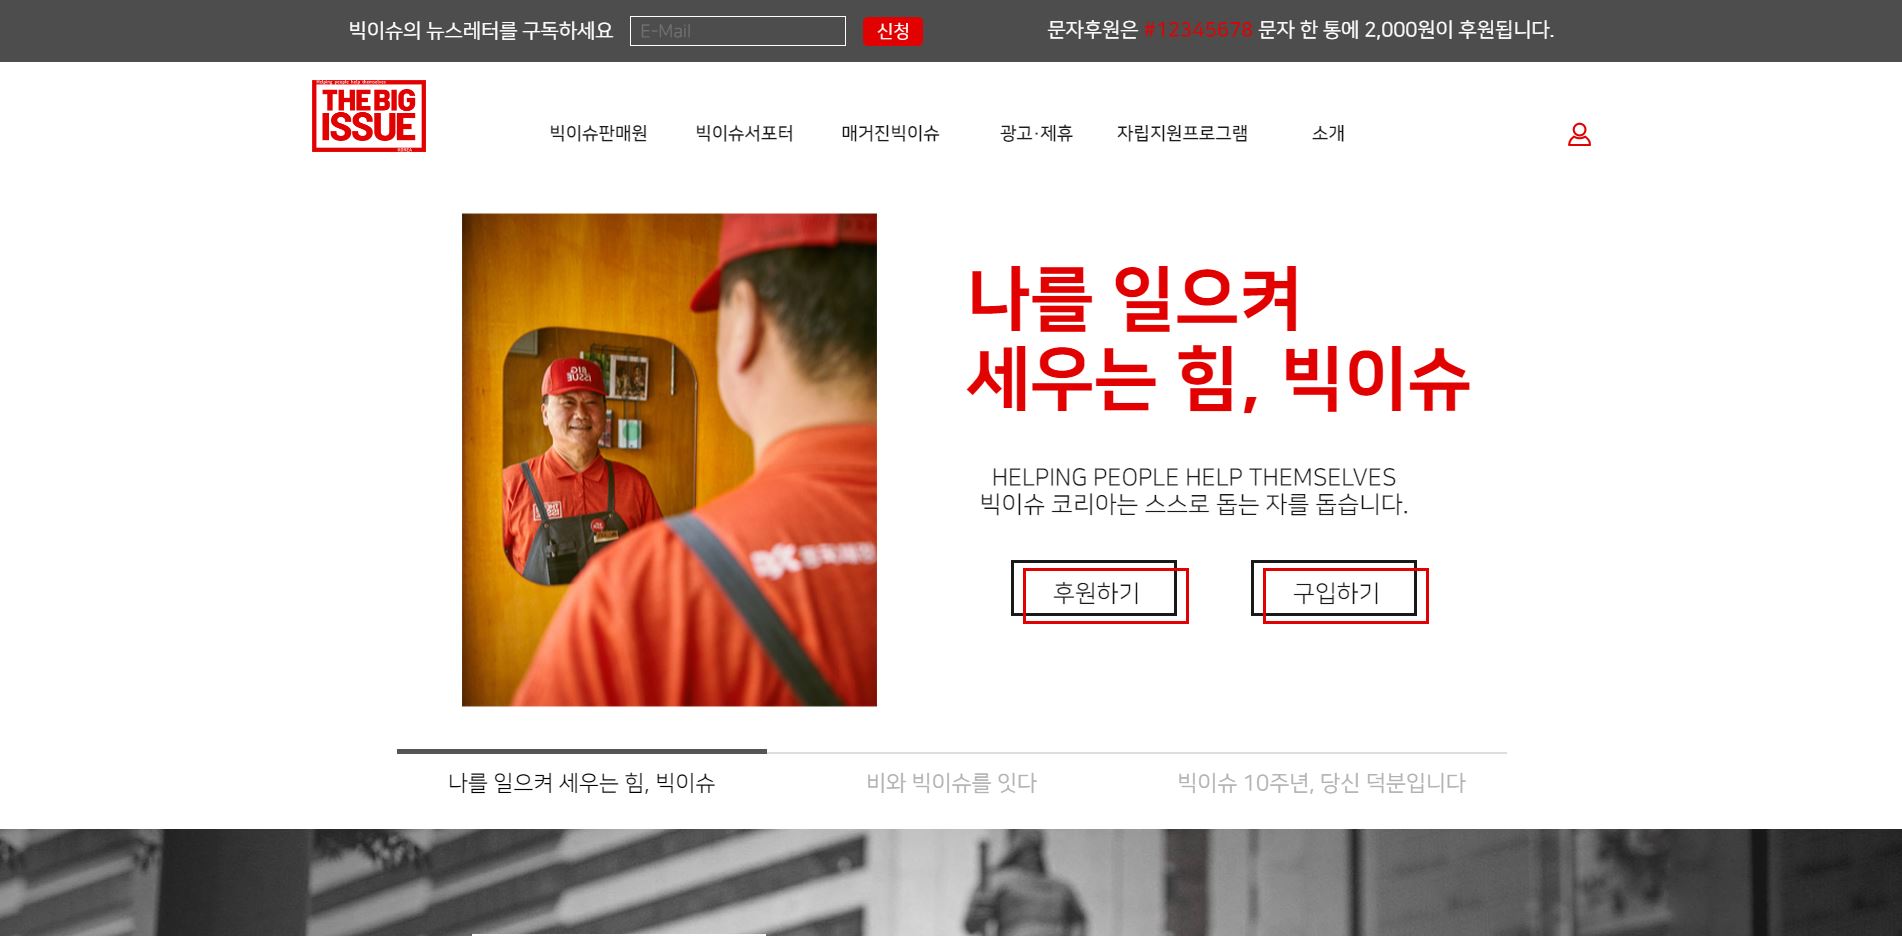 빅이슈의 뉴스레터를 구독하세요
E-Mail
신청
문자후원은 #12345678 문자 한 통에 2,000원이 후원됩니다.
Helping people help themselves
THE BIG
ISSUE
KOREA
빅이슈판매원
빅이슈서포터
매거진빅이슈
광고·제휴
자립지원프로그램
소개
나를 일으켜
세우는 힘, 빅이슈
HELPING PEOPLE HELP THEMSELVES
빅이슈 코리아는 스스로 돕는 자를 돕습니다.
후원하기
구입하기
나를 일으켜 세우는 힘, 빅이슈
비와 빅이슈를 잇다
빅이슈 10주년, 당신 덕분입니다